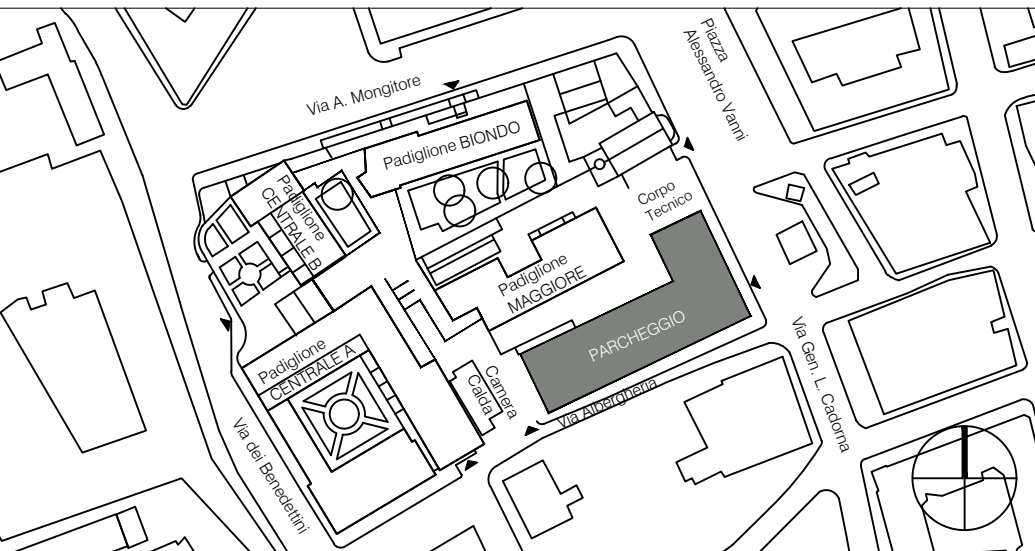 Piazza
Alessandro Vanni
Via A. Mongitore
Padiglione BIONDO
Padiglione
CENTRALE B
Corpo
Tecnico
Padiglione
MAGGIORE
PARCHEGGIO
Padiglione
CENTRALE A
Camera
Calda
Via Albergheria
Via Gen. L. Cadorna
Via dei Benedettini